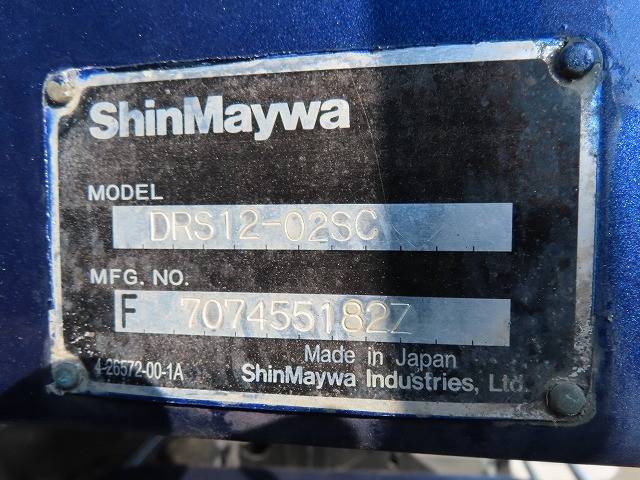 ShinMaywa
MODEL
DRS12-02SC
MFG. NO.
F 707455182Z
Made in Japan
4-26572-00-1A
ShinMaywa Industries, Ltd.